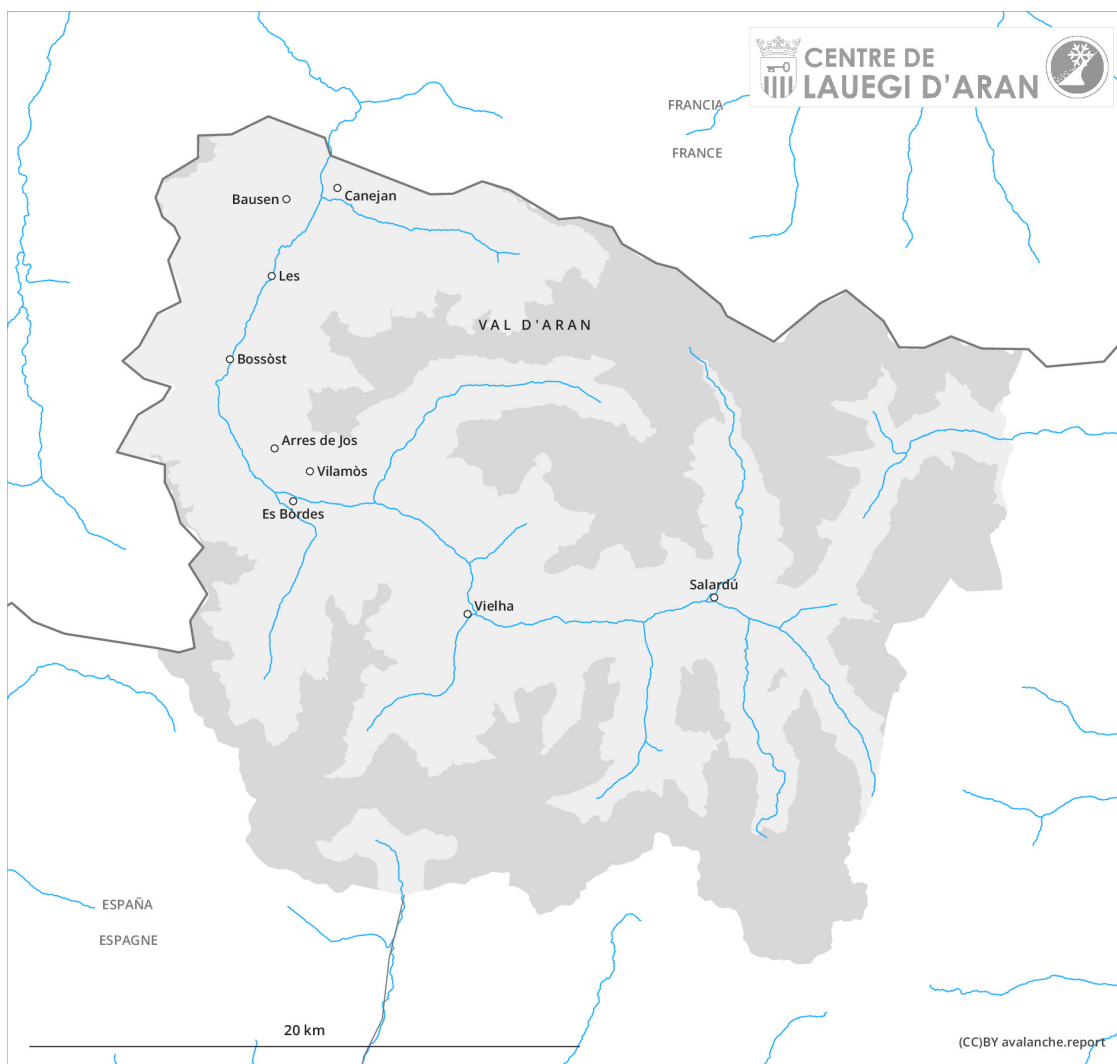 CENTRE DE
LAUEGI D'ARAN
FRANCIA
FRANCE
Canejan
Bausen
Les
VAL D'ARAN
Bossòst
Arres de Jos
Vilamòs
Es Bòrdes
Salardú
Vielha
ESPAÑA
ESPAGNE
20 km
(CC)BY avalanche.report